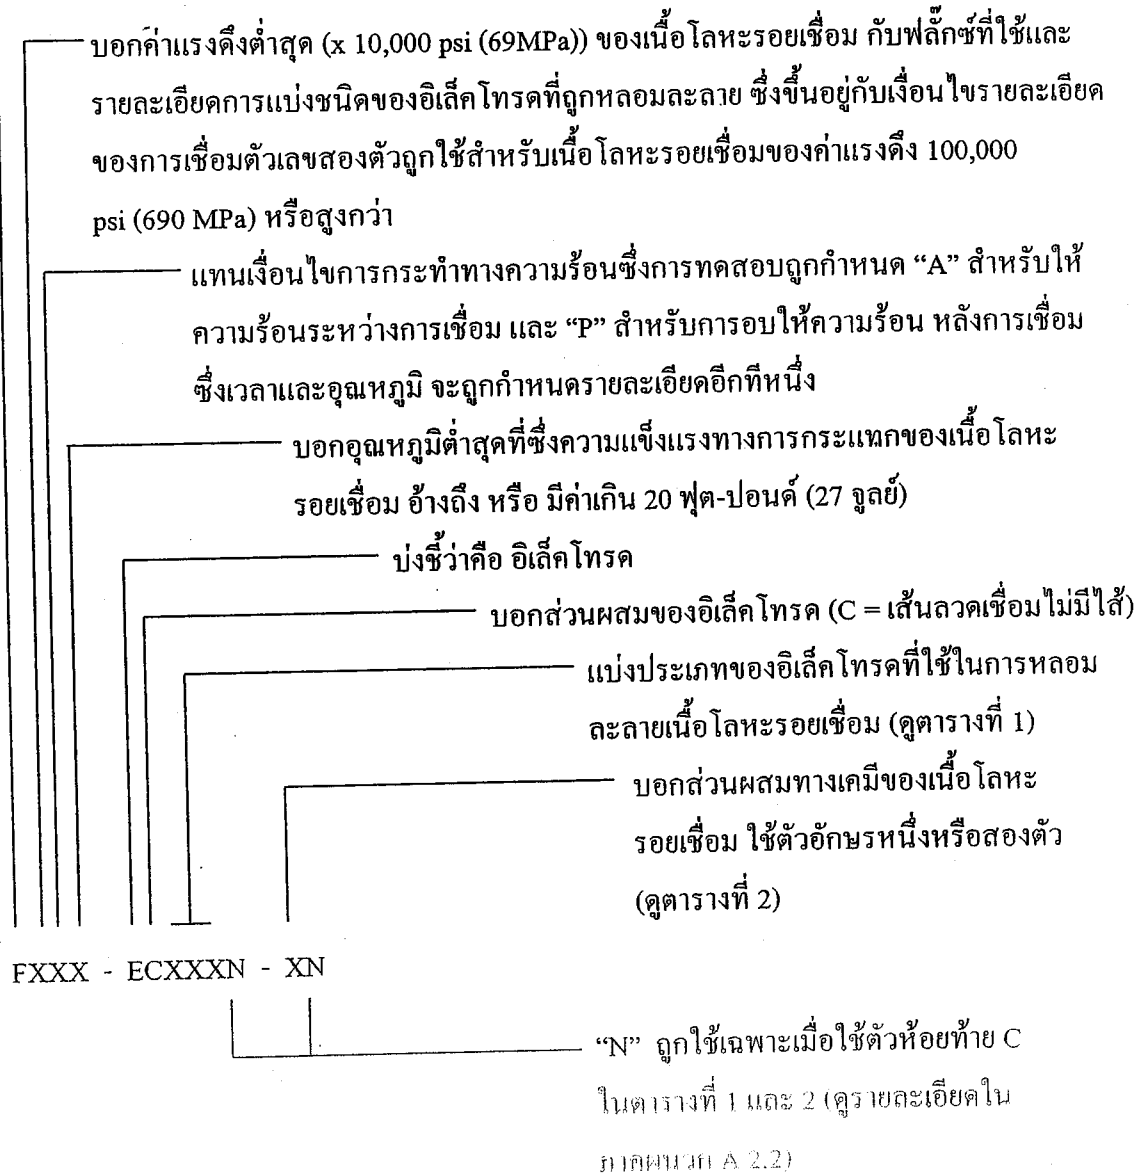 บอกค่าแรงดึงต่ำสุด (x 10,000 psi (69MPa)) ของเนื้อโลหะรอยเชื่อม กับฟลั๊กซ์ที่ใช้และ
รายละเอียดการแบ่งชนิดของอิเล็คโทรดที่ถูกหลอมละลาย ซึ่งขึ้นอยู่กับเงื่อนไขรายละเอียด
ของการเชื่อมตัวเลขสองตัวถูกใช้สำหรับเนื้อโลหะรอยเชื่อมของค่าแรงดึง 100,000
psi (690 MPa) หรือสูงกว่า
แทนเงื่อนไขการกระทำทางความร้อนซึ่งการทดสอบถูกกำหนด “A” สำหรับให้
ความร้อนระหว่างการเชื่อม และ “P” สำหรับการอบให้ความร้อน หลังการเชื่อม
ซึ่งเวลาและอุณหภูมิ จะถูกกำหนดรายละเอียดอีกทีหนึ่ง
บอกอุณหภูมิต่ำสุดที่ซึ่งความแข็งแรงทางการกระแทกของเนื้อโลหะ
รอยเชื่อม อ้างถึง หรือ มีค่าเกิน 20 ฟุต-ปอนด์ (27 จูลย์)
บ่งชี้ว่าคือ อิเล็คโทรด
บอกส่วนผสมของอิเล็คโทรด (C = เส้นลวดเชื่อมไม่มีไส้)
แบ่งประเภทของอิเล็คโทรดที่ใช้ในการหลอม
ละลายเนื้อโลหะรอยเชื่อม (ดูตารางที่ 1)
บอกส่วนผสมทางเคมีของเนื้อโลหะ
รอยเชื่อม ใช้ตัวอักษรหนึ่งหรือสองตัว
(ดูตารางที่ 2)
FXXX - ECXXXN - XN
“N” ถูกใช้เฉพาะเมื่อใช้ตัวห้อยท้าย C
ในตารางที่ 1 และ 2 (ดูรายละเอียดใน
ภาคผนวก A 2.2)